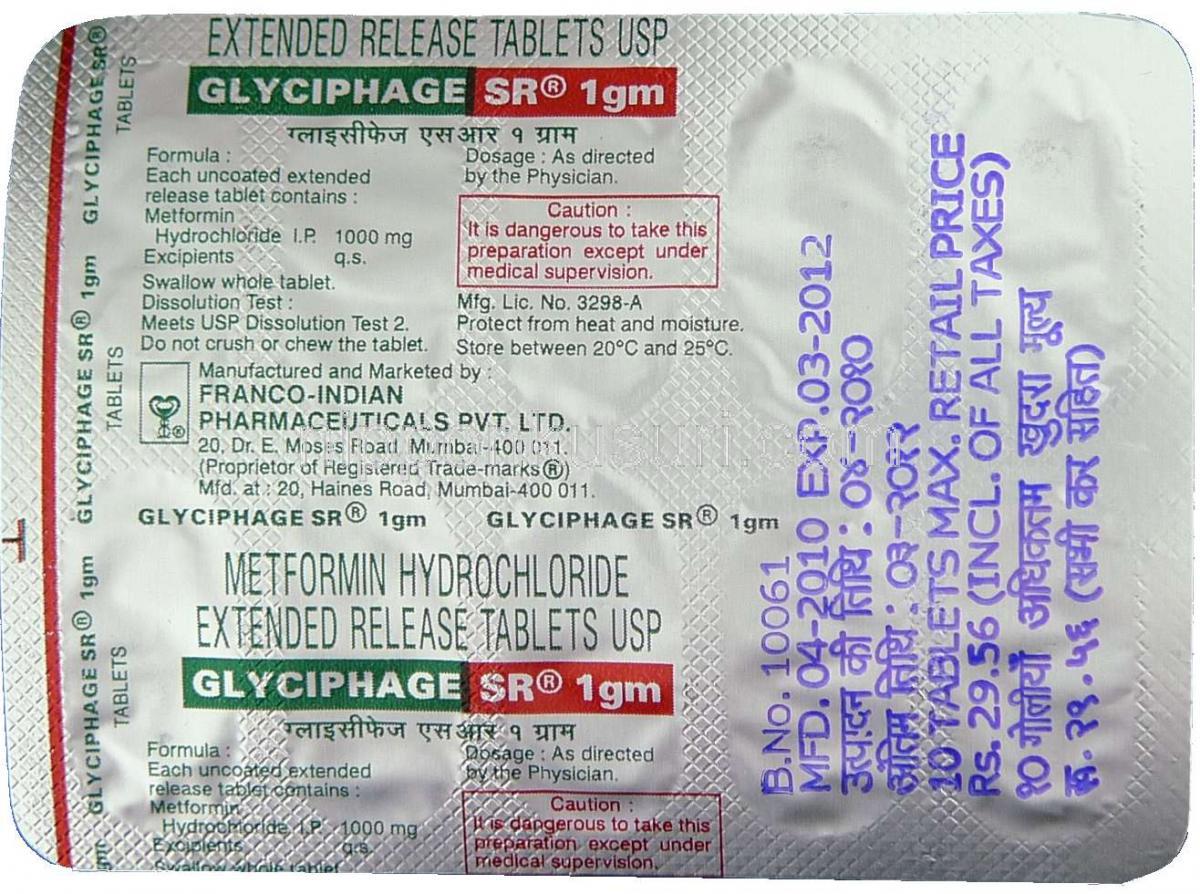 EXTENDED RELEASE TABLETS USP
GLYCIPHAGE SR® 1gm
ग्लाइसीफेज एसआर १ ग्राम
Formula :
Each uncoated extended
release tablet contains :
Metformin
Hydrochloride I.P. 1000 mg
Excipients q.s.
Swallow whole tablet.
Dissolution Test :
Meets USP Dissolution Test 2.
Do not crush or chew the tablet.
Dosage : As directed
by the Physician.
Caution :
It is dangerous to take this
preparation except under
medical supervision.
Mfg. Lic. No. 3298-A
Protect from heat and moisture.
Store between 20°C and 25°C.
Manufactured and Marketed by :
FRANCO-INDIAN
PHARMACEUTICALS PVT. LTD.
20, Dr. E. Moses Road, Mumbai-400 011.
(Proprietor of Registered Trade-marks ®)
Mfd. at : 20, Haines Road, Mumbai-400 011.
GLYCIPHAGE SR® 1gm GLYCIPHAGE SR® 1gm
METFORMIN HYDROCHLORIDE
EXTENDED RELEASE TABLETS USP
GLYCIPHAGE SR® 1gm
ग्लाइसीफेज एसआर १ ग्राम
Formula :
Each uncoated extended
release tablet contains :
Metformin
Hydrochloride I.P. 1000 mg
Excipients q.s.
Swallow whole tablet.
Dosage : As directed
by the Physician.
Caution :
It is dangerous to take this
preparation except under
medical supervision.
GLYCIPHAGE SR®
TABLETS
GLYCIPHAGE SR® 1gm
TABLETS
GLYCIPHAGE SR® 1gm
TABLETS
1gm
B.No. 10061
MFD. 04-2010 EXP. 03-2012
उत्पादन की तिथि : ०४-२०१०
अंतिम तिथि : ०३-२०१२
10 TABLETS MAX. RETAIL PRICE
Rs. 29.56 (INCL. OF ALL TAXES)
१० गोलीयाँ अधिकतम खुदरा मूल्य
रु. २९.५६ (सभी कर सहित)